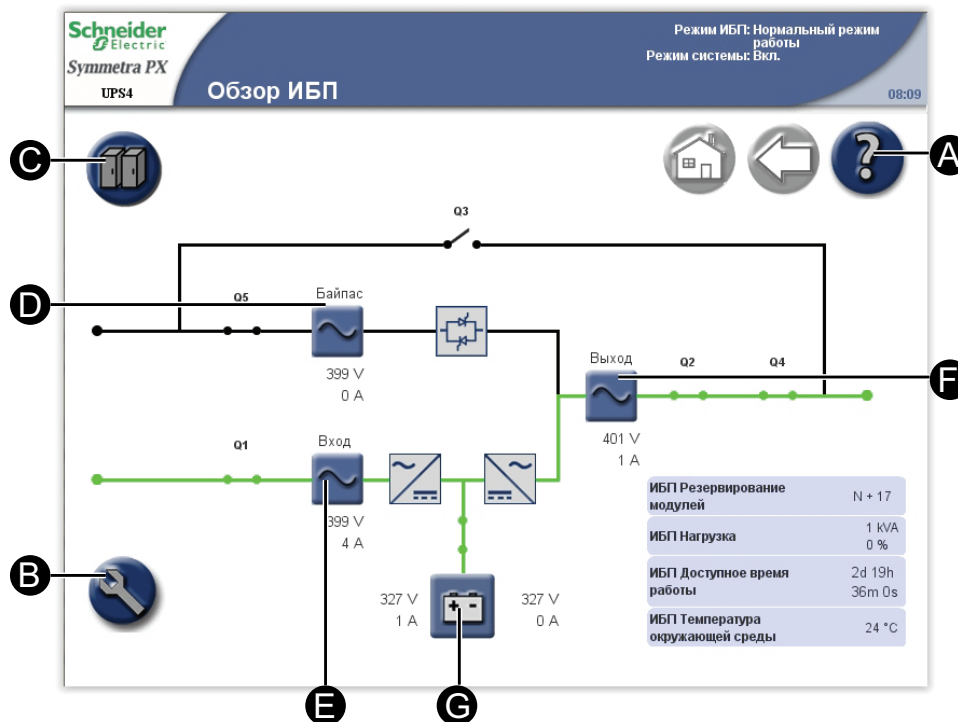 Schneider
Electric
Symmetra PX
UPS4
Обзор ИБП
Режим ИБП: Нормальный режим
работы
Режим системы: Вкл.
08:09
C
A
Q3
D
Байпас
Q5
399 V
0 A
Выход
Q2
Q4
F
401 V
1 A
Q1
Вход
399 V
4 A
ИБП Резервирование
модулей
N + 17
ИБП Нагрузка
1 kVA
0 %
ИБП Доступное время
работы
2d 19h
36m 0s
ИБП Температура
окружающей среды
24 °C
B
327 V
1 A
327 V
0 A
E
G